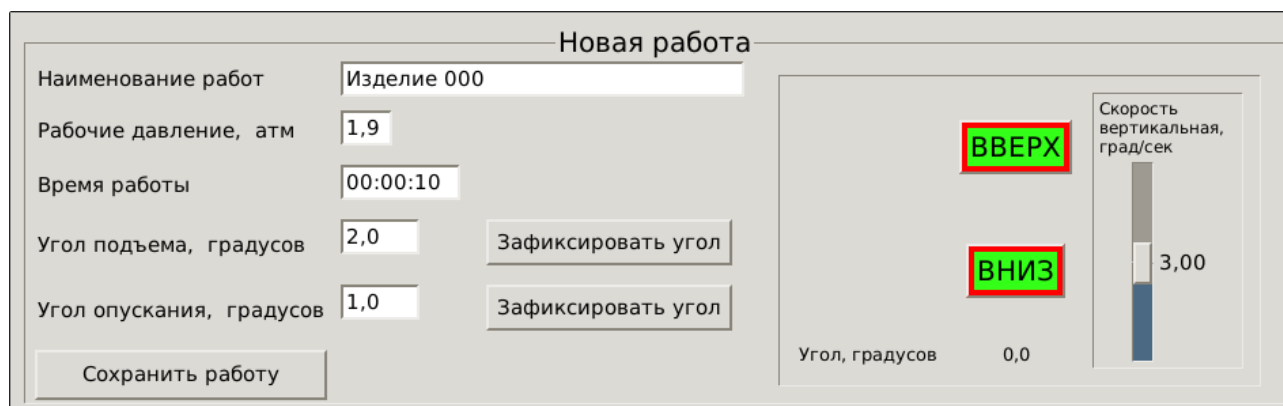 Новая работа
Наименование работ Изделие 000
Рабочие давление, атм 1,9
Время работы 00:00:10
Угол подъема, градусов 2,0 Зафиксировать угол
Угол опускания, градусов 1,0 Зафиксировать угол
Сохранить работу
ВВЕРХ
ВНИЗ
Угол, градусов 0,0
Скорость
вертикальная,
град/сек
3,00